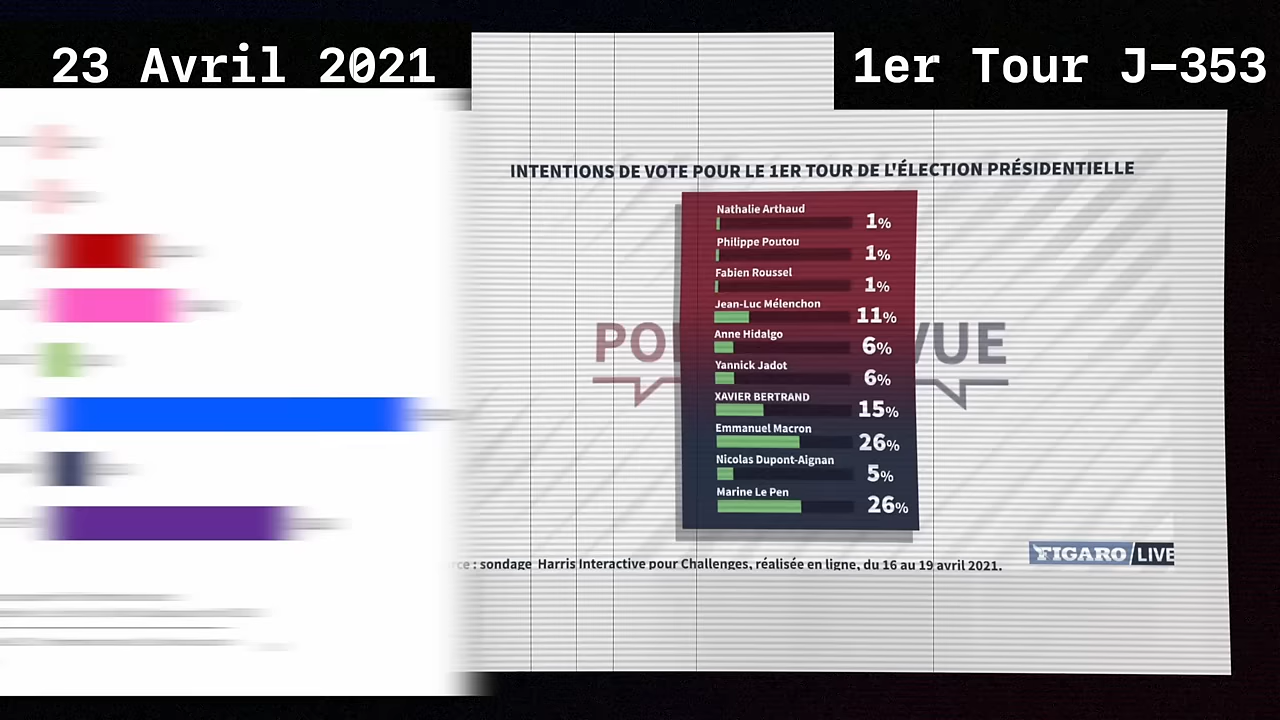 23 Avril 2021
1er Tour J-353
INTENTIONS DE VOTE POUR LE 1ER TOUR DE L'ÉLECTION PRÉSIDENTIELLE
Nathalie Arthaud
1%
Philippe Poutou
1%
Fabien Roussel
1%
Jean-Luc Mélenchon
11%
Anne Hidalgo
6%
Yannick Jadot
6%
XAVIER BERTRAND
15%
Emmanuel Macron
26%
Nicolas Dupont-Aignan
5%
Marine Le Pen
26%
PO VUE
: sondage Harris Interactive pour Challenges, réalisée en ligne, du 16 au 19 avril 2021.
FIGARO/LIVE